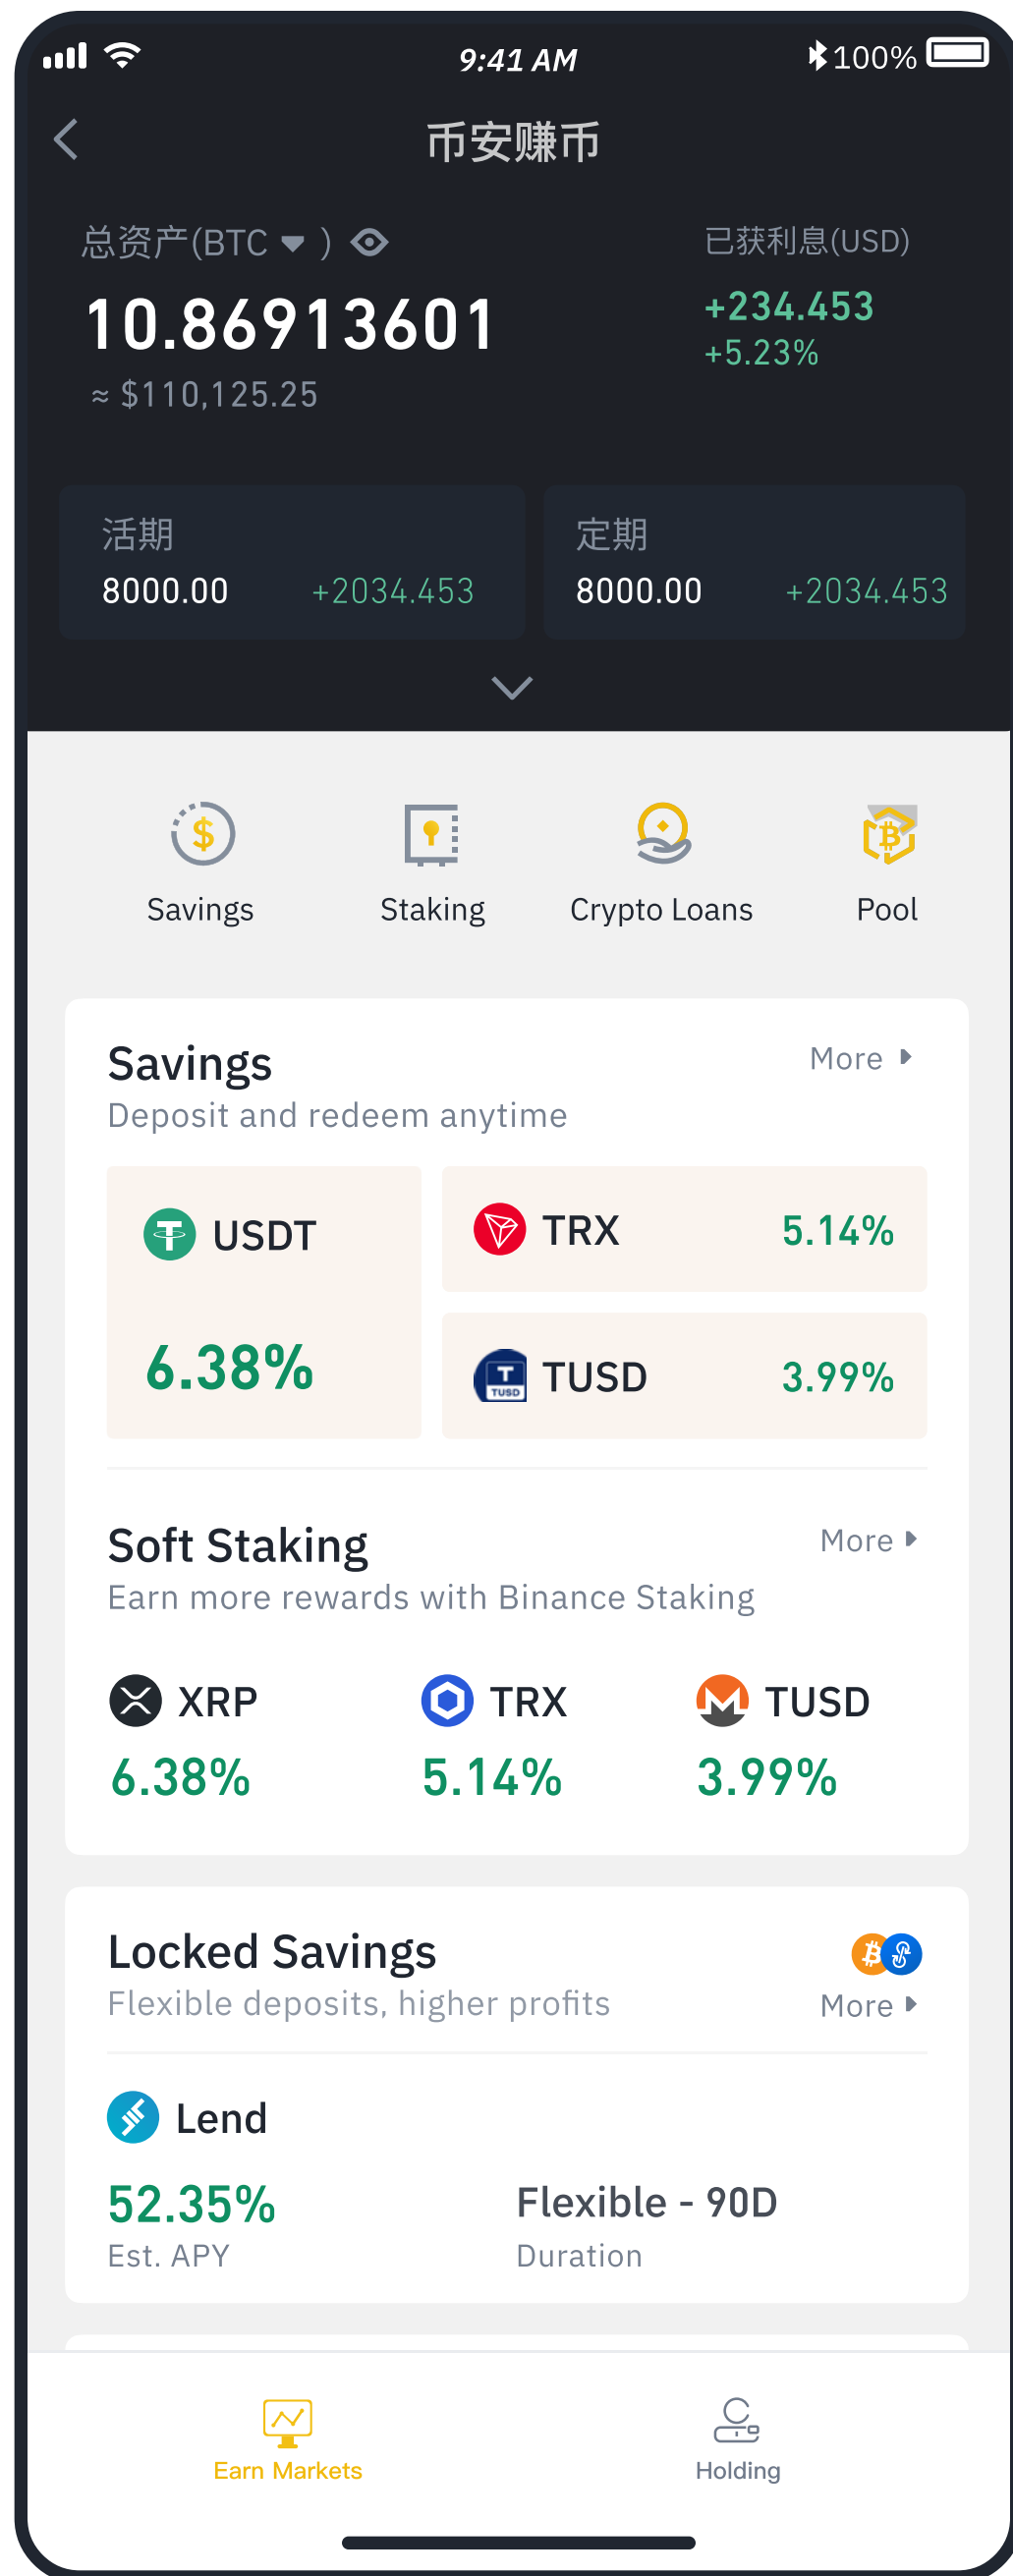 9:41 AM
100%
币安赚币
总资产(BTC )
已获利息(USD)
10.86913601
+234.453
+5.23%
≈ $110,125.25
活期
定期
8000.00 +2034.453
8000.00 +2034.453
Savings
Staking
Crypto Loans
Pool
Savings
More
Deposit and redeem anytime
USDT
6.38%
TRX 5.14%
TUSD
TUSD 3.99%
Soft Staking
More
Earn more rewards with Binance Staking
XRP
TRX
TUSD
6.38%
5.14%
3.99%
Locked Savings
Flexible deposits, higher profits
More
Lend
52.35%
Flexible - 90D
Est. APY
Duration
Earn Markets
Holding